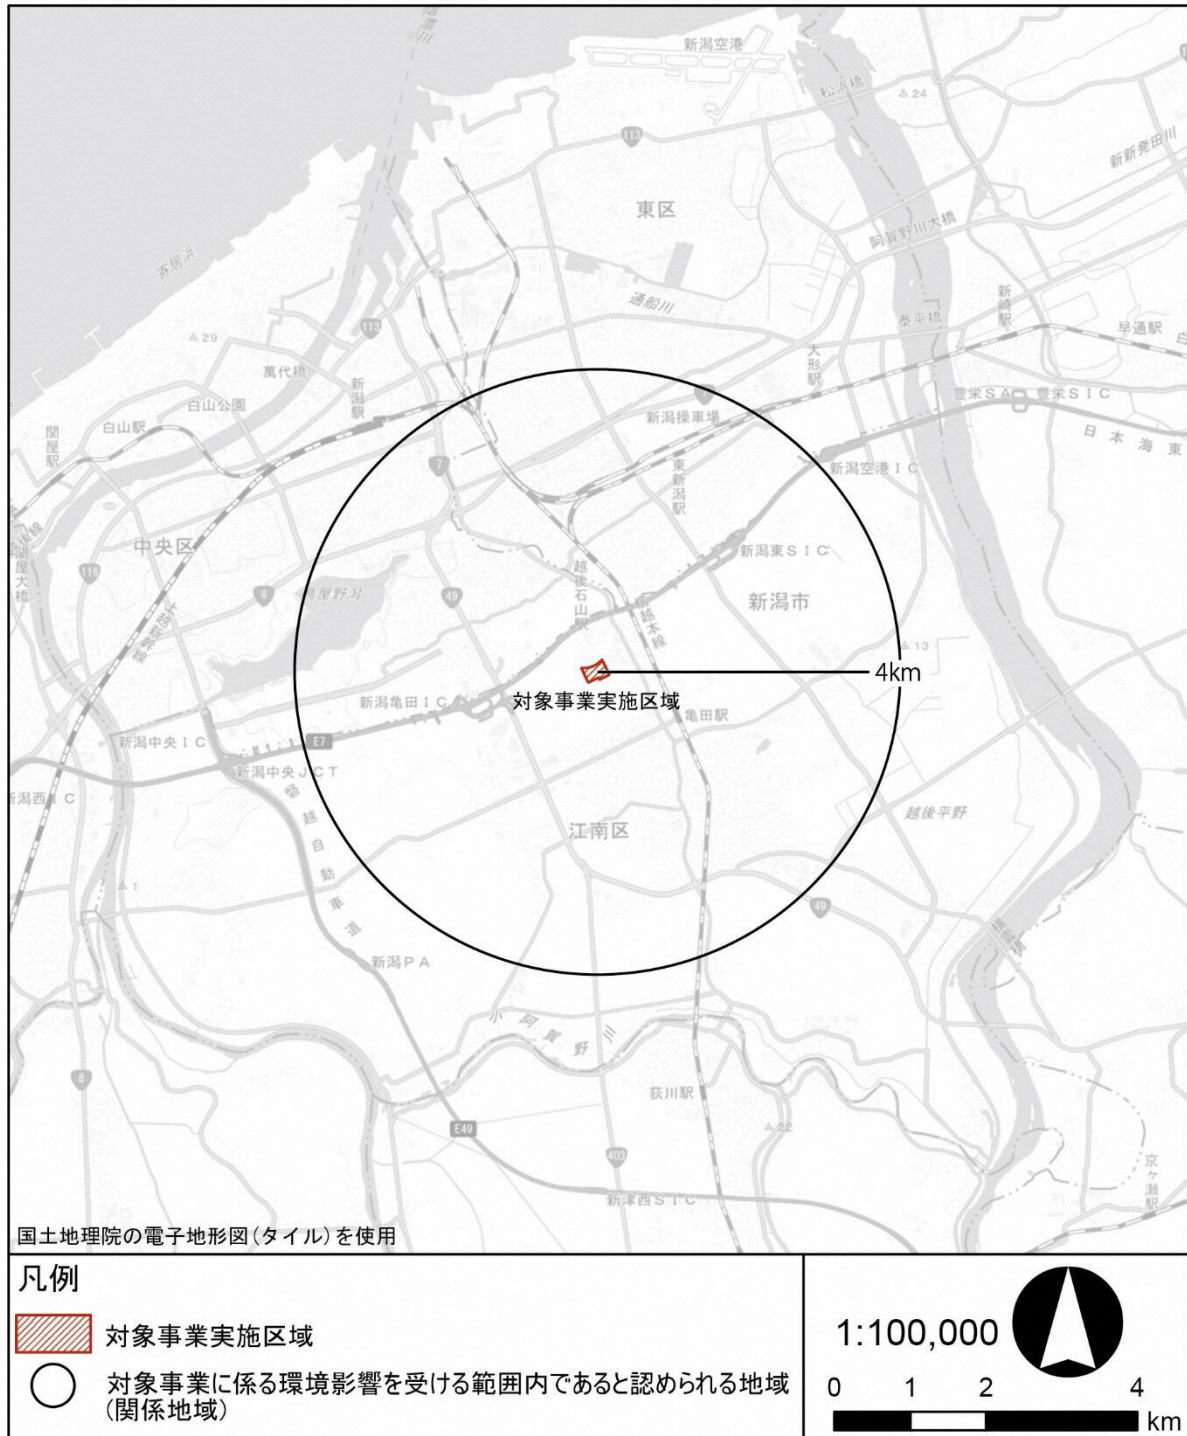 新潟空港
松浜橋
24
113
新新発田川
東区
阿賀野川大橋
寄居浜
通船川
新崎駅
泰平橋
早通駅
白
113
29
大形駅
萬代橋
新潟駅
豊栄SA
豊栄SIC
7
白山公園
新潟操車場
白山駅
関屋駅
日本海東
7
東新潟駅
新潟空港IC
中央区
新潟東SIC
116
越後石山駅
8
49
新潟市
上越新幹線
13
4km
新潟亀田IC
対象事業実施区域
亀田駅
新潟中央IC
E7
新潟中央JCT
新潟西IC
磐越自動車道
越後平野
江南区
1
49
新潟PA
小阿賀野川
8
荻川駅
E49
22
403
京ヶ瀬駅
新津西SIC
国土地理院の電子地形図(タイル)を使用
凡例
対象事業実施区域
対象事業に係る環境影響を受ける範囲内であると認められる地域
(関係地域)
1:100,000
0 1 2 4
km